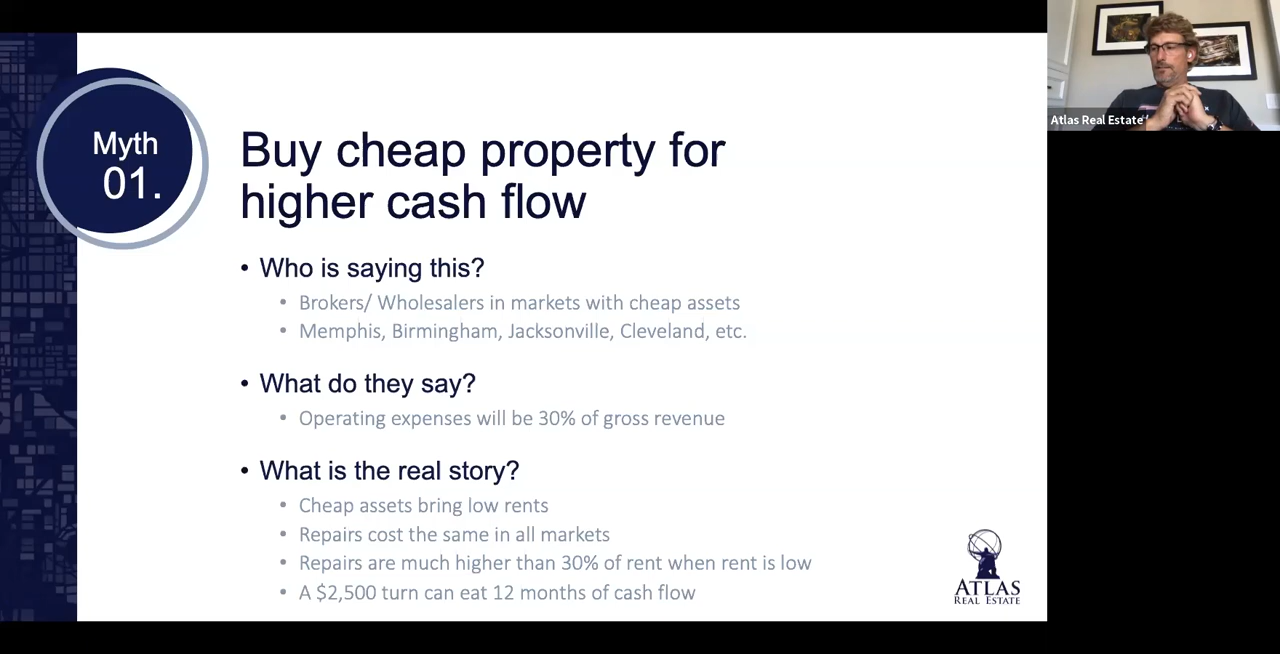 Myth
01.
Buy cheap property for
higher cash flow
• Who is saying this?
• Brokers/ Wholesalers in markets with cheap assets
• Memphis, Birmingham, Jacksonville, Cleveland, etc.
• What do they say?
• Operating expenses will be 30% of gross revenue
• What is the real story?
• Cheap assets bring low rents
• Repairs cost the same in all markets
• Repairs are much higher than 30% of rent when rent is low
• A $2,500 turn can eat 12 months of cash flow
ATLAS
REAL ESTATE
Atlas Real Estate